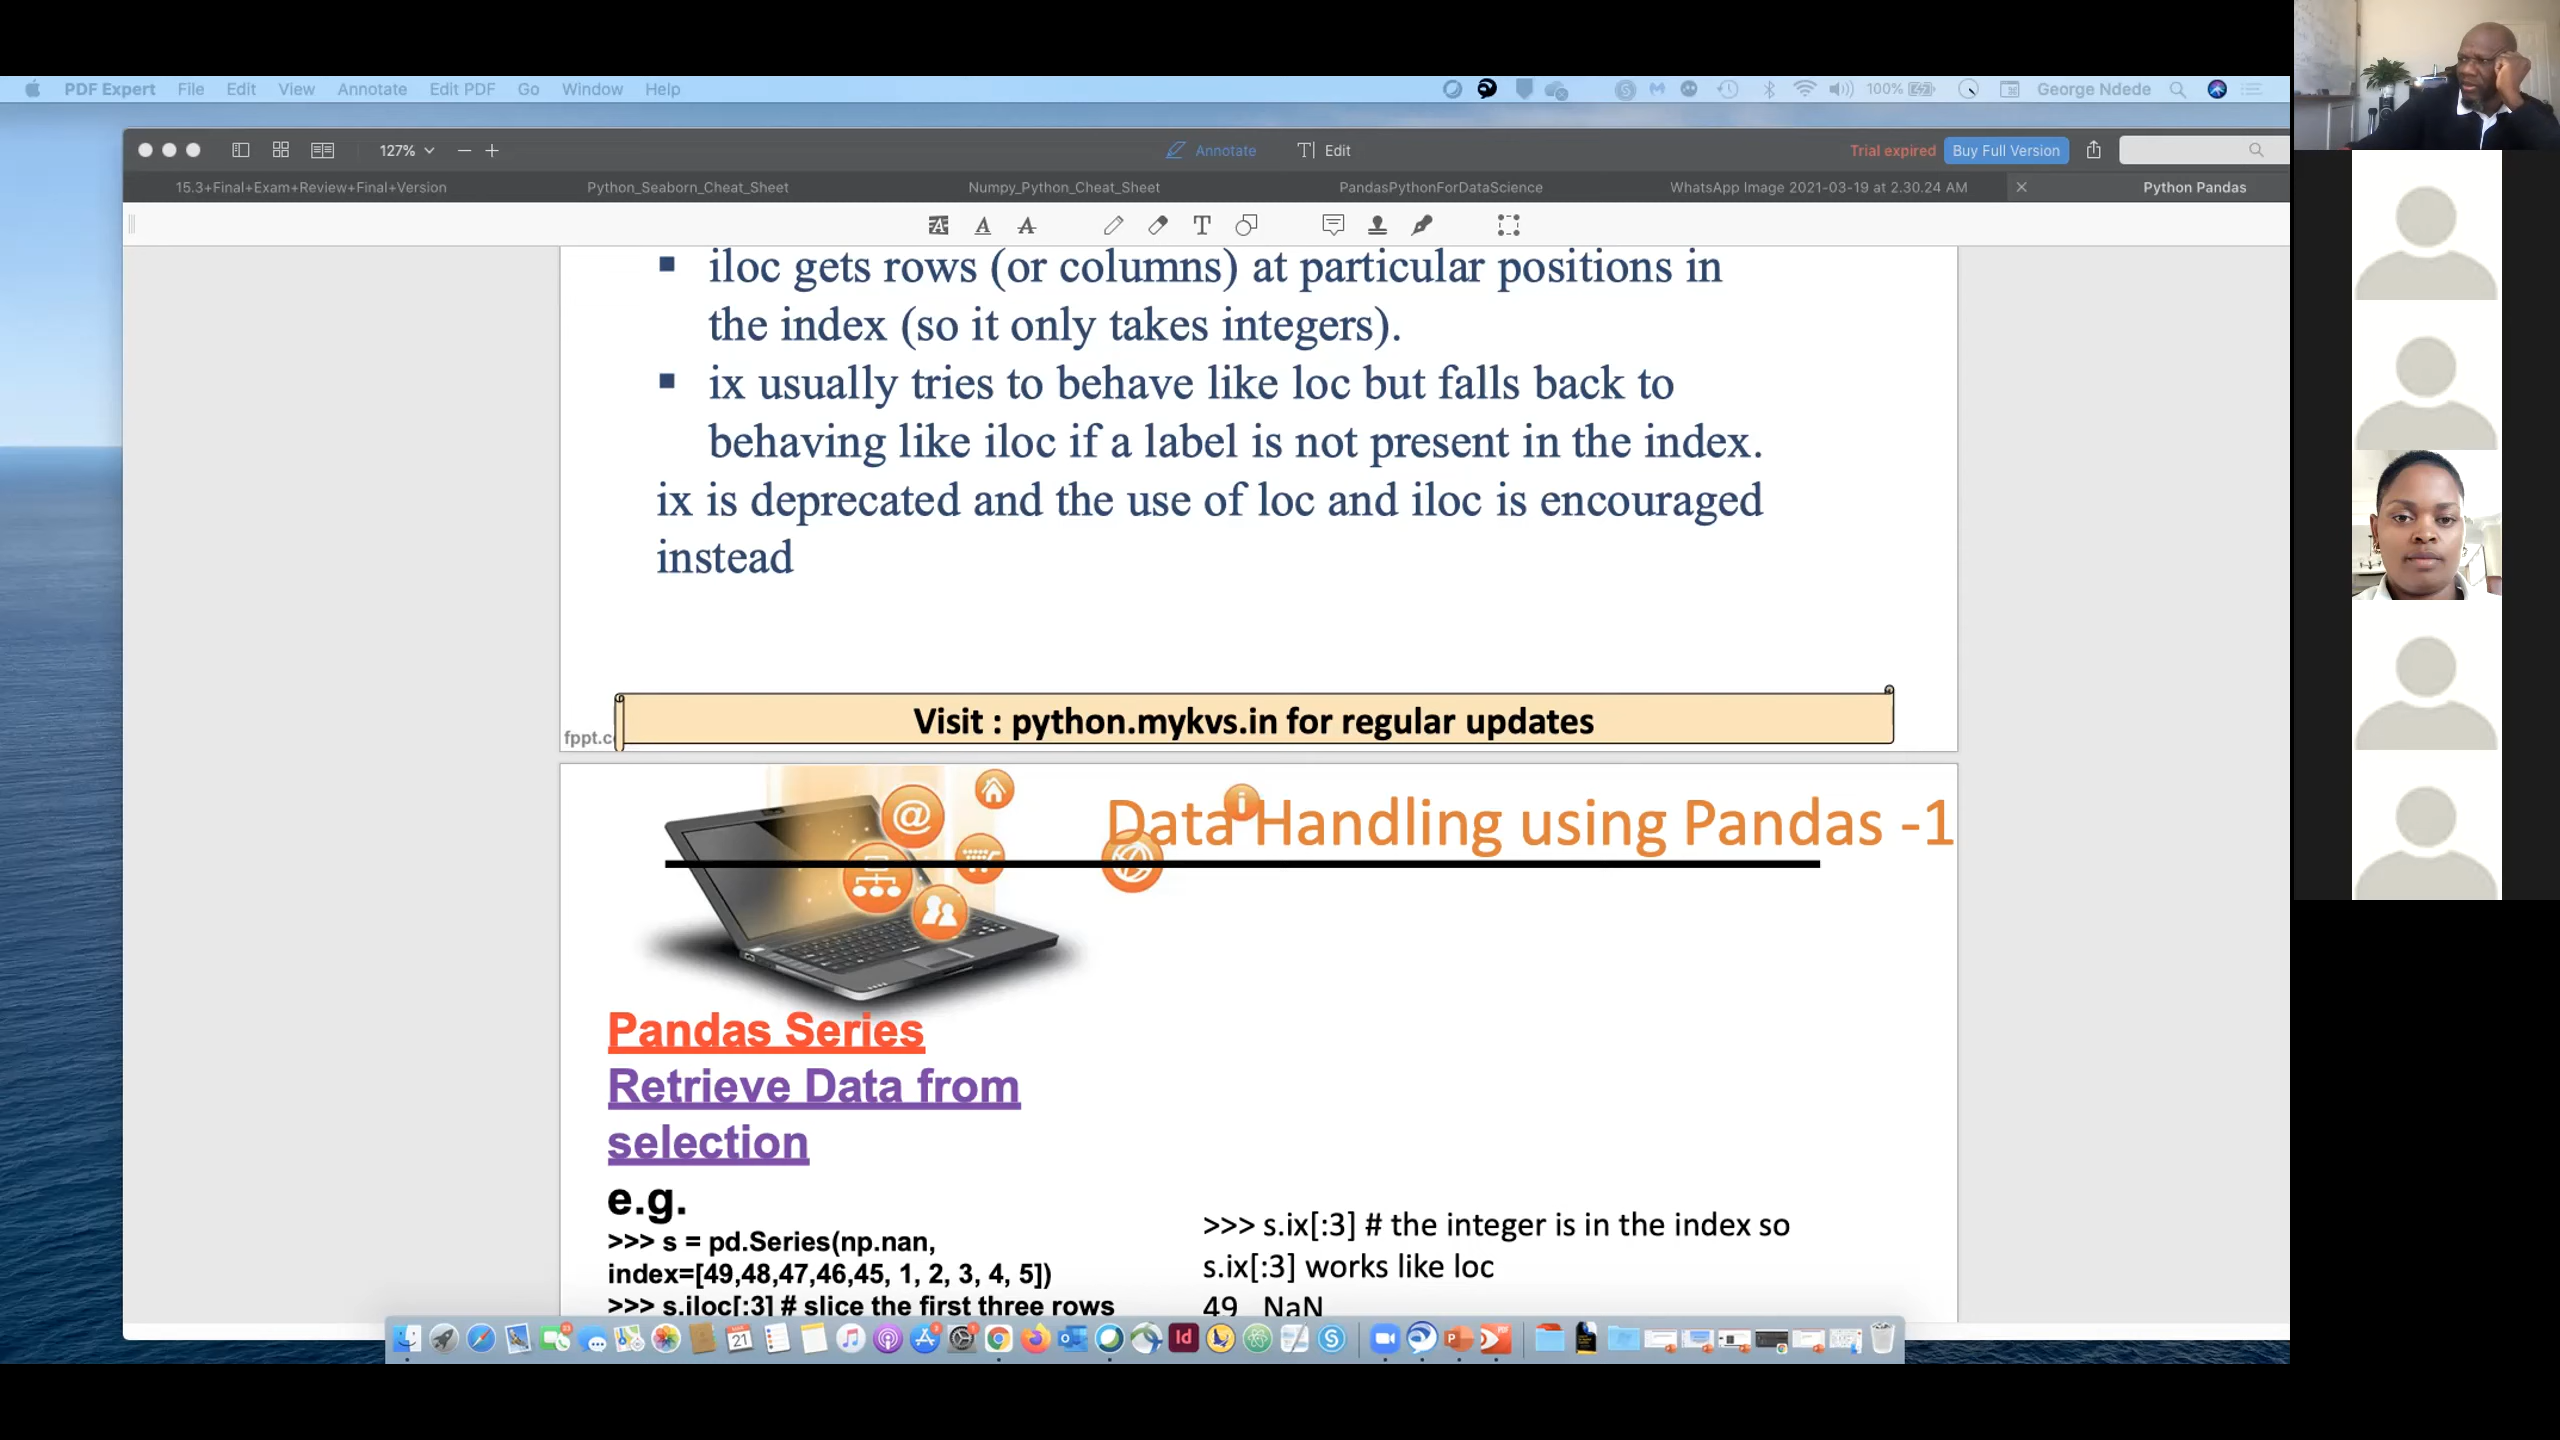 PDF Expert File Edit View Annotate Edit PDF Go Window Help 100% George Ndede
127% Annotate Edit Trial expired Buy Full Version
15.3+Final+Exam+Review+Final+Version Python_Seaborn_Cheat_Sheet Numpy_Python_Cheat_Sheet PandasPythonForDataScience WhatsApp Image 2021-03-19 at 2.30.24 AM Python Pandas
▪ iloc gets rows (or columns) at particular positions in
the index (so it only takes integers).
▪ ix usually tries to behave like loc but falls back to
behaving like iloc if a label is not present in the index.
ix is deprecated and the use of loc and iloc is encouraged
instead
Visit : python.mykvs.in for regular updates
fppt.c
Data Handling using Pandas -1
Pandas Series
Retrieve Data from
selection
e.g.
>>> s = pd.Series(np.nan,
index=[49,48,47,46,45, 1, 2, 3, 4, 5])
>>> s.iloc[:3] # slice the first three rows
>>> s.ix[:3] # the integer is in the index so
s.ix[:3] works like loc
49 NaN
21
Id